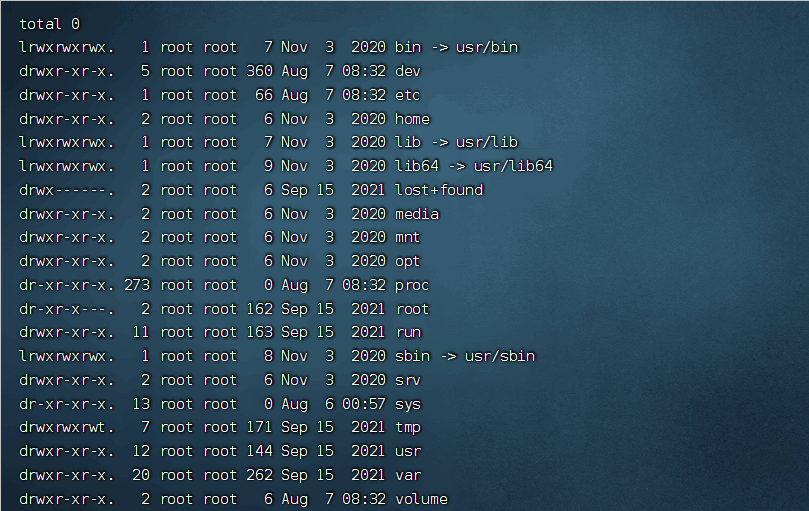 total 0
lrwxrwxrwx.   1 root root   7 Nov  3  2020 bin -> usr/bin
drwxr-xr-x.   5 root root 360 Aug  7 08:32 dev
drwxr-xr-x.   1 root root  66 Aug  7 08:32 etc
drwxr-xr-x.   2 root root   6 Nov  3  2020 home
lrwxrwxrwx.   1 root root   7 Nov  3  2020 lib -> usr/lib
lrwxrwxrwx.   1 root root   9 Nov  3  2020 lib64 -> usr/lib64
drwx------.   2 root root   6 Sep 15  2021 lost+found
drwxr-xr-x.   2 root root   6 Nov  3  2020 media
drwxr-xr-x.   2 root root   6 Nov  3  2020 mnt
drwxr-xr-x.   2 root root   6 Nov  3  2020 opt
dr-xr-xr-x. 273 root root   0 Aug  7 08:32 proc
dr-xr-x---.   2 root root 162 Sep 15  2021 root
drwxr-xr-x.  11 root root 163 Sep 15  2021 run
lrwxrwxrwx.   1 root root   8 Nov  3  2020 sbin -> usr/sbin
drwxr-xr-x.   2 root root   6 Nov  3  2020 srv
dr-xr-xr-x.  13 root root   0 Aug  6 00:57 sys
drwxrwxrwt.   7 root root 171 Sep 15  2021 tmp
drwxr-xr-x.  12 root root 144 Sep 15  2021 usr
drwxr-xr-x.  20 root root 262 Sep 15  2021 var
drwxr-xr-x.   2 root root   6 Aug  7 08:32 volume